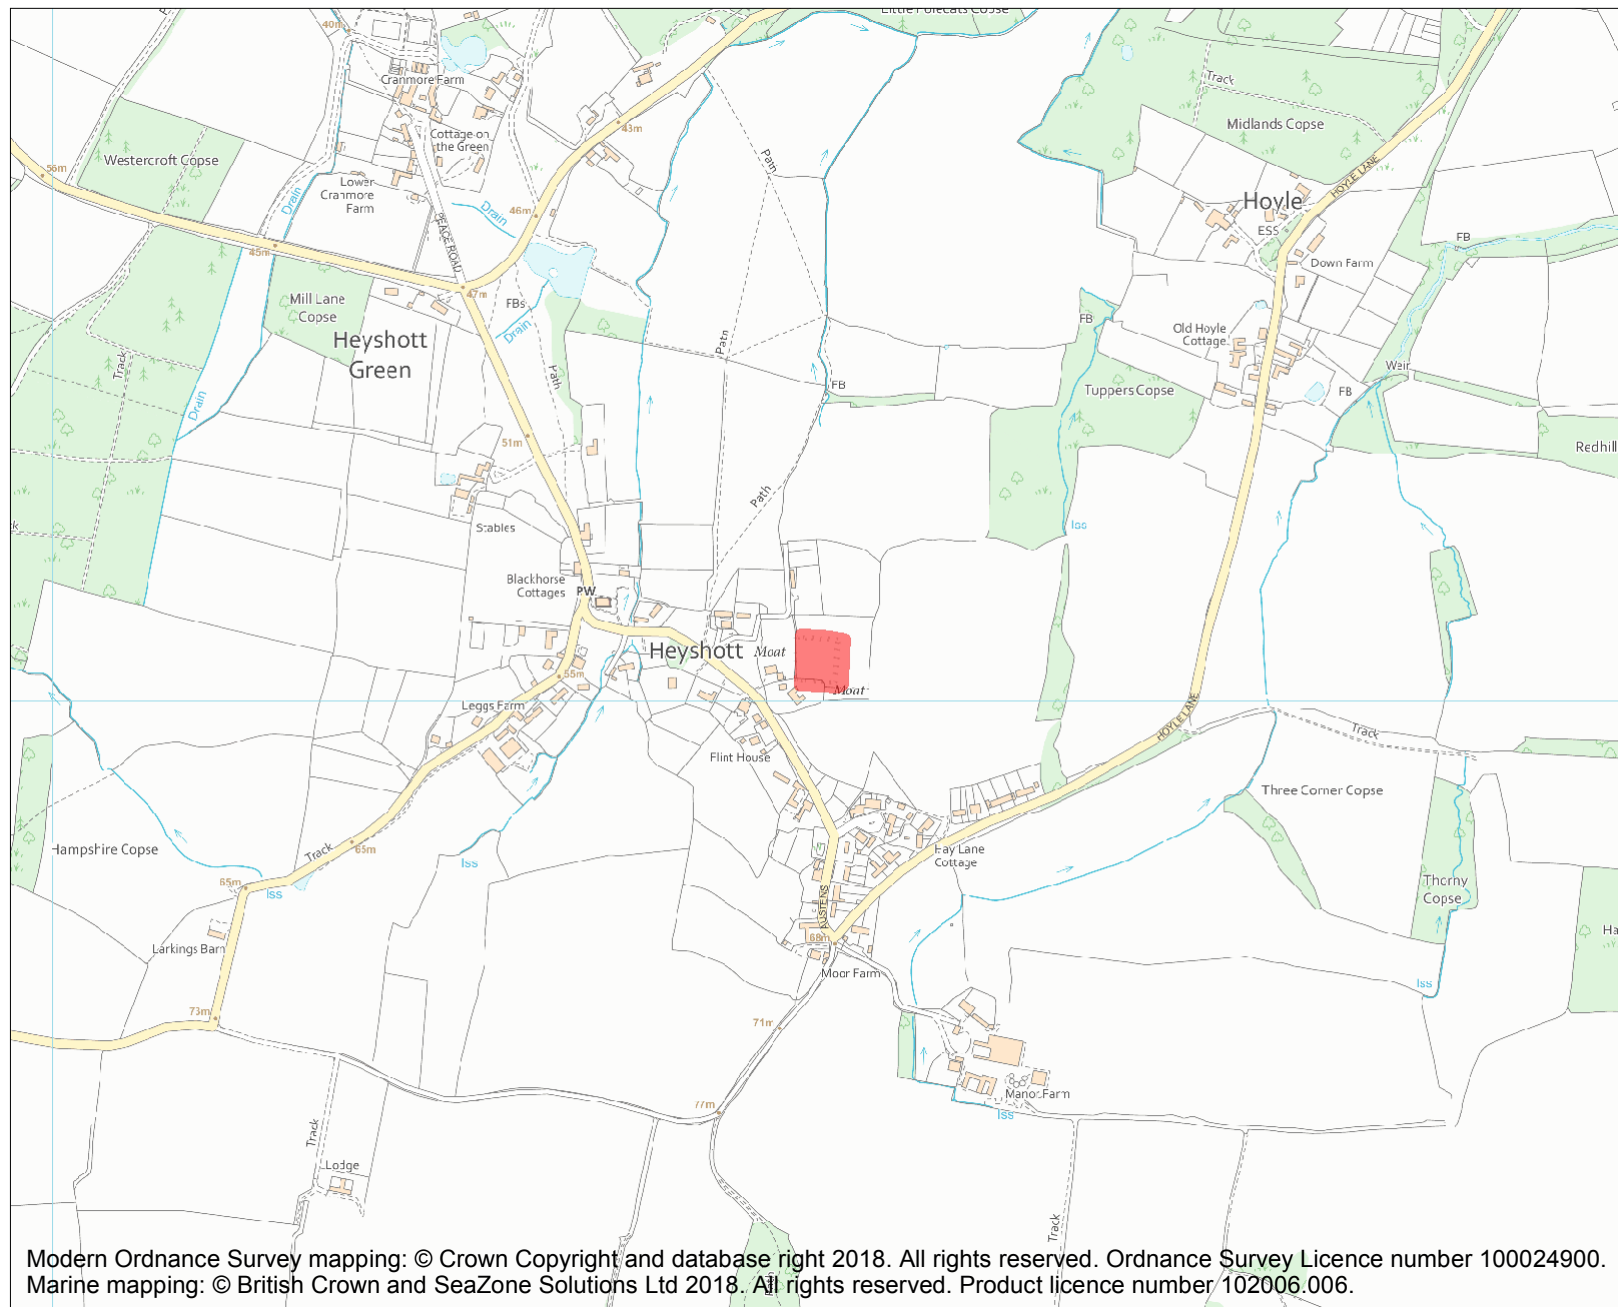 Little Polecats Copse
40m
Cranmore Farm
Track
Midlands Copse
43m
Cottage on
the Green
Westercroft Copse
56m
Path
HOYLE LANE
Lower
Cranmore
Farm
Drain
Drain
46m
Hoyle
ESS
PEACE ROAD
FB
45m
Down Farm
47m
Mill Lane
Copse
FBs
Drain
FB
Heyshott
Green
Path
Old Hoyle
Cottage
Track
Path
Weir
Drain
FB
Tuppers Copse
FB
51m
Redhill
Path
Stables
Iss
Blackhorse
Cottages
PW
Heyshott
Moat
55m
Moat
Leggs Farm
HOYLE LANE
Track
Flint House
Three Corner Copse
Hampshire Copse
Track
65m
Iss
Hay Lane
Cottage
65m
Iss
Thorny
Copse
AUSTENS
Larkings Barn
68m
Ha
Moor Farm
Iss
73m
71m
Manor Farm
77m
Iss
Track
Lodge
Track
Path
Modern Ordnance Survey mapping: © Crown Copyright and database right 2018. All rights reserved. Ordnance Survey Licence number 100024900.
Marine mapping: © British Crown and SeaZone Solutions Ltd 2018. All rights reserved. Product licence number 102006.006.